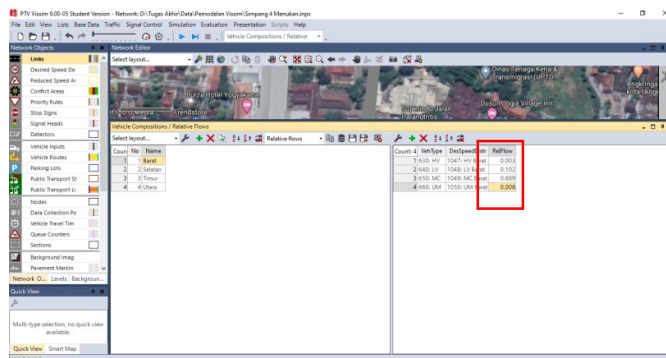 PTV Vissim 9.00-05 Student Version - Network: D:\Tugas Akhir\Data\Pemodelan Vissim\Simpang 4 Menukan.inpx
File Edit View Lists Base Data Traffic Signal Control Simulation Evaluation Presentation Scripts Help
Vehicle Compositions / Relative
Network Objects
Network Editor
Links
Select layout...
Desired Speed De
Reduced Speed Ar
Conflict Areas
Priority Rules
Stop Signs
Signal Heads
Detectors
Vehicle Inputs
Vehicle Routes
Parking Lots
Public Transport St
Public Transport Li
Nodes
Data Collection Po
Vehicle Travel Tim
Queue Counters
Sections
Background Imag
Pavement Markin
Network O... Levels Backgroun...
Quick View
Multi-type selection, no quick view
available.
Quick View Smart Map
Dinas Tenaga Kerja &
Transmigrasi
Hotel Yogya
Trendstore
Superindo Jalan
Parangtritis
Village Inn
Vehicle Compositions / Relative Flows
Select layout... Relative flows
Coun No Name
1 1 Barat
2 2 Selatan
3 3 Timur
4 4 Utara
Count: 4 VehType DesSpeedDistr RelFlow
1 630: HV 1047: HV Barat 0.003
2 640: LV 1048: LV Barat 0.102
3 650: MC 1049: MC Barat 0.889
4 660: UM 1050: UM Barat 0.006